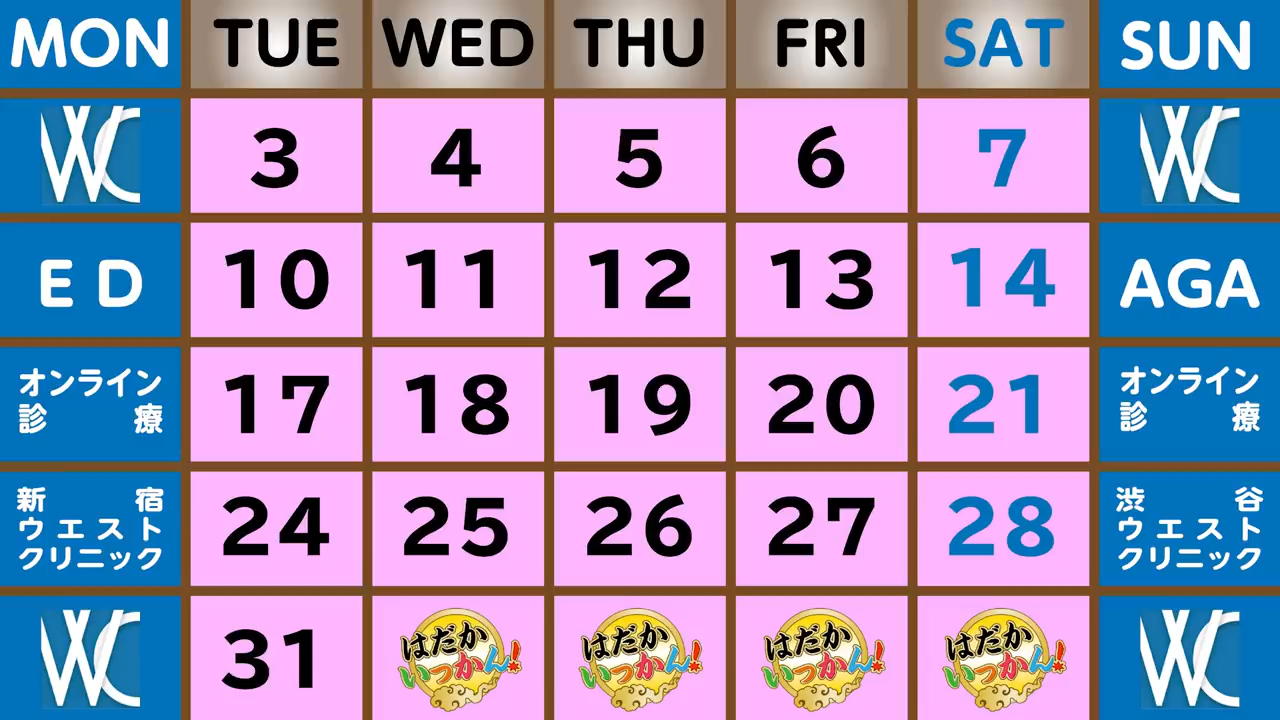 MON TUE WED THU FRI SAT SUN
WC 3 4 5 6 7 WC
ED 10 11 12 13 14 AGA
オンライン
診療
17 18 19 20 21
オンライン
診療
新宿
ウエスト
クリニック
24 25 26 27 28
渋谷
ウエスト
クリニック
WC 31
はだか
いっかん!
はだか
いっかん!
はだか
いっかん!
はだか
いっかん!
WC